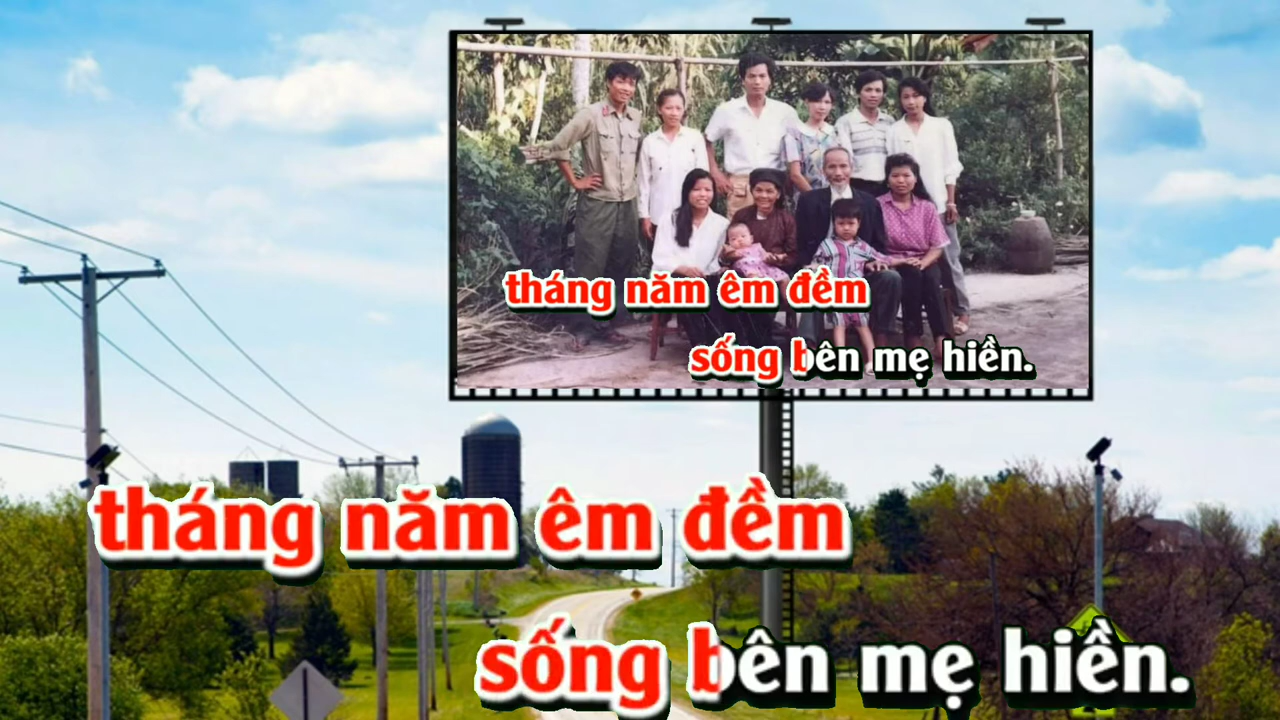 tháng năm êm đềm
sống bên mẹ hiền.
tháng năm êm đềm
sống bên mẹ hiền.